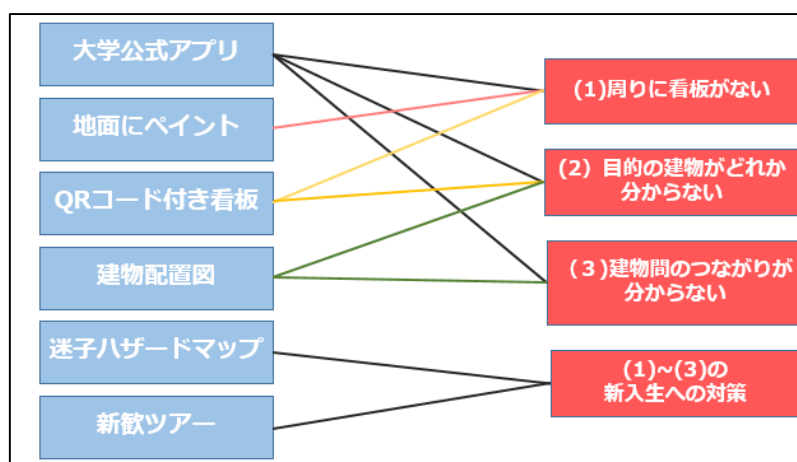 大学公式アプリ
地面にペイント
QRコード付き看板
建物配置図
迷子ハザードマップ
新歓ツアー
(1)周りに看板がない
(2) 目的の建物がどれか
分からない
(3)建物間のつながりが
分からない
(1)~(3)の
新入生への対策